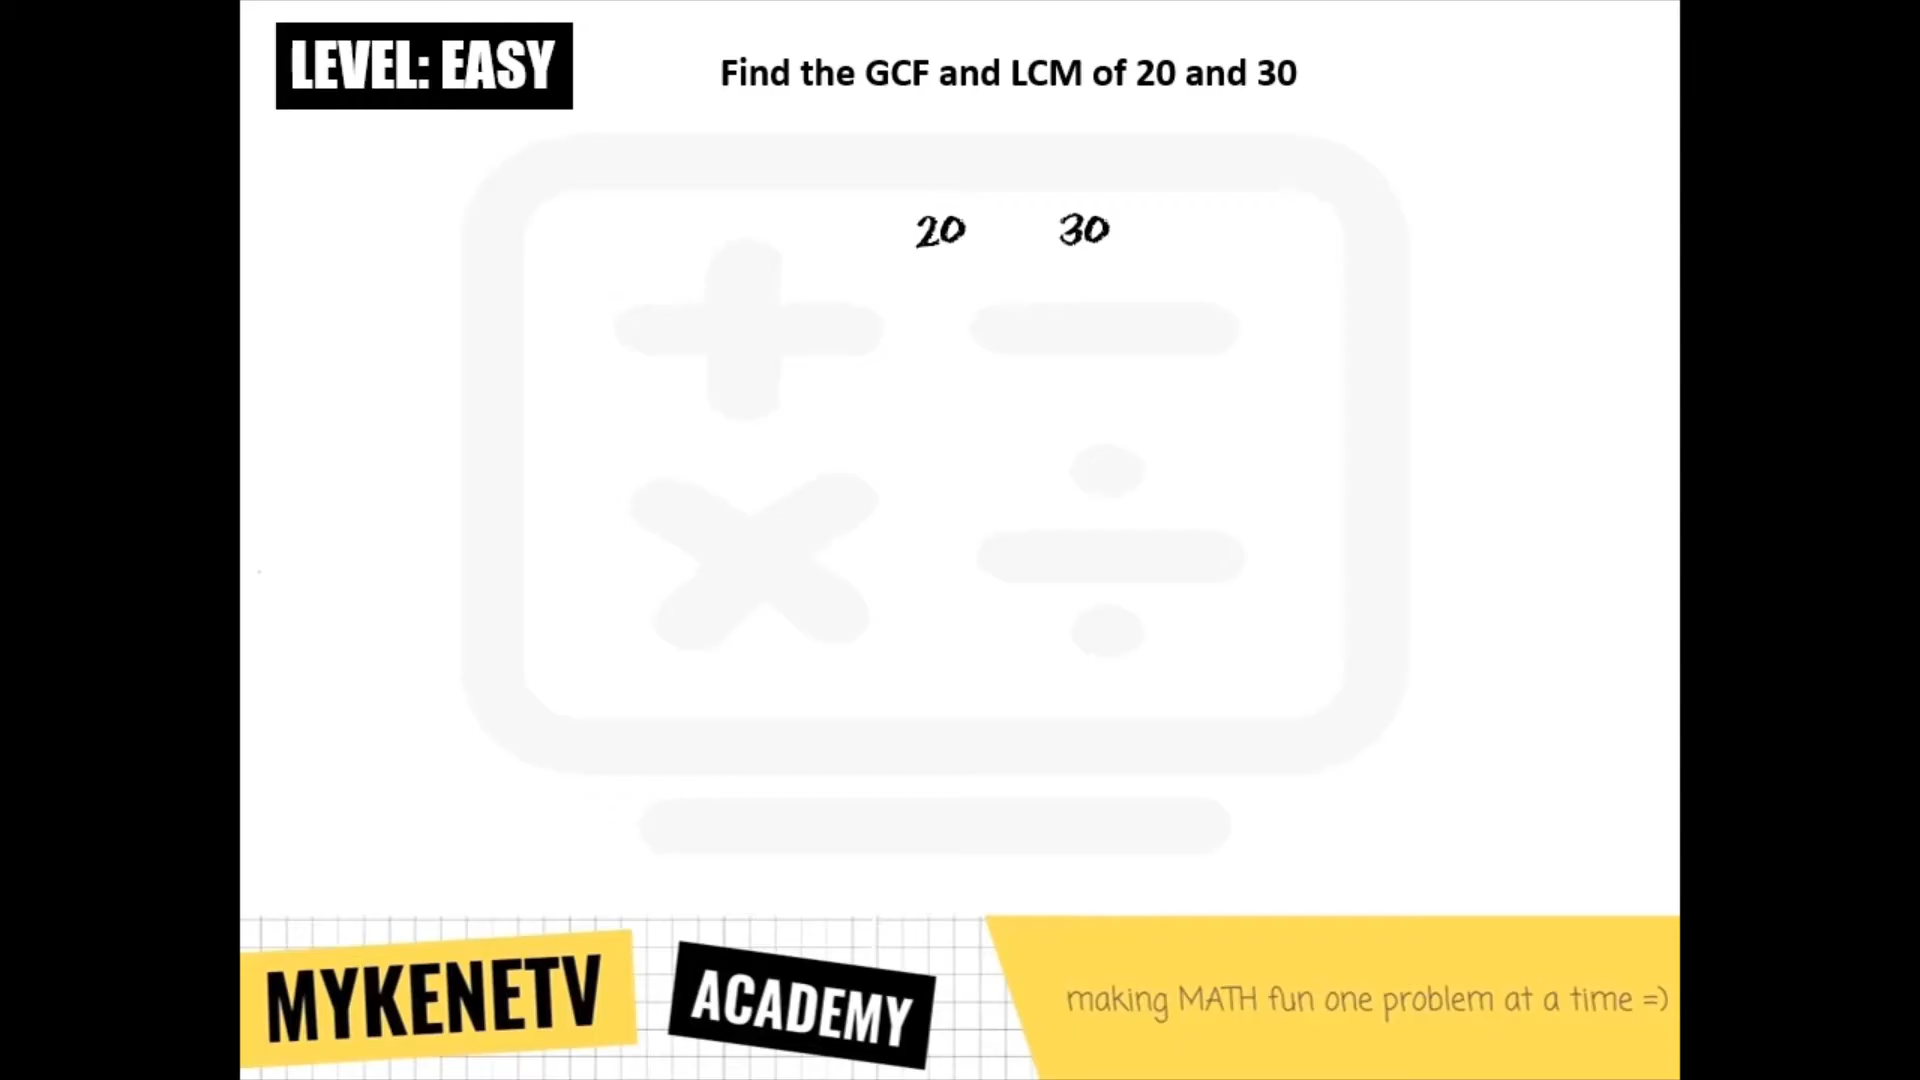 LEVEL: EASY
Find the GCF and LCM of 20 and 30
20 30
MYKENETV
ACADEMY
making MATH fun one problem at a time =)